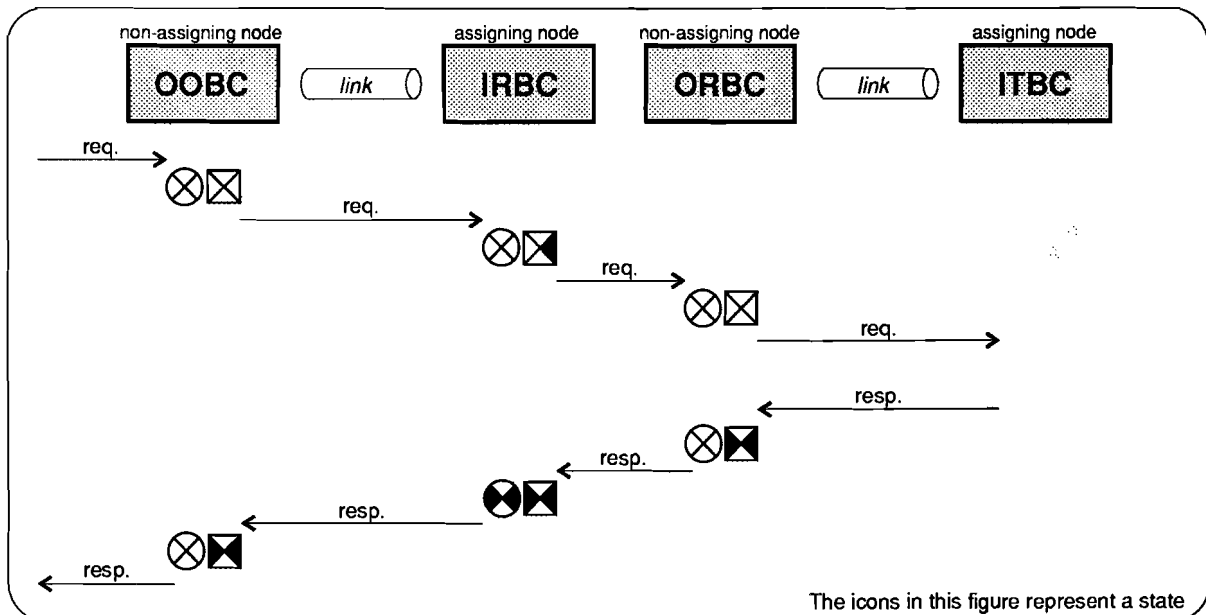 non-assigning node
assigning node
non-assigning node
assigning node
OOBC
link
IRBC
ORBC
link
ITBC
req.
req.
req.
req.
resp.
resp.
resp.
resp.
The icons in this figure represent a state